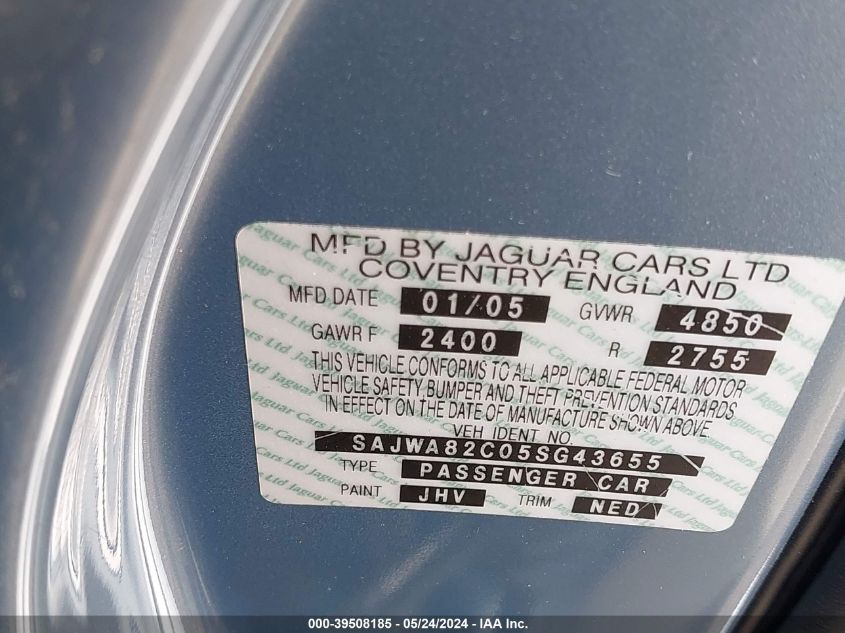 MFD BY JAGUAR CARS LTD
COVENTRY ENGLAND
MFD DATE 01/05 GVWR 4850
GAWR F 2400 R 2755
THIS VEHICLE CONFORMS TO ALL APPLICABLE FEDERAL MOTOR
VEHICLE SAFETY BUMPER AND THEFT PREVENTION STANDARDS
IN EFFECT ON THE DATE OF MANUFACTURE SHOWN ABOVE.
VEH IDENT NO.
SAJWA82C05SG43655
TYPE PASSENGER CAR
PAINT JHV TRIM NED
000-39508185 - 05/24/2024 - IAA Inc.